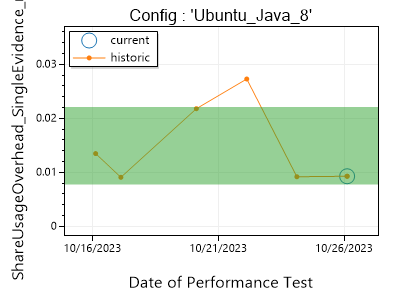 Config : 'Ubuntu_Java_8'
ShareUsageOverhead_SingleEvidence_
current
historic
0.03
0.02
0.01
0
10/16/2023
10/21/2023
10/26/2023
Date of Performance Test